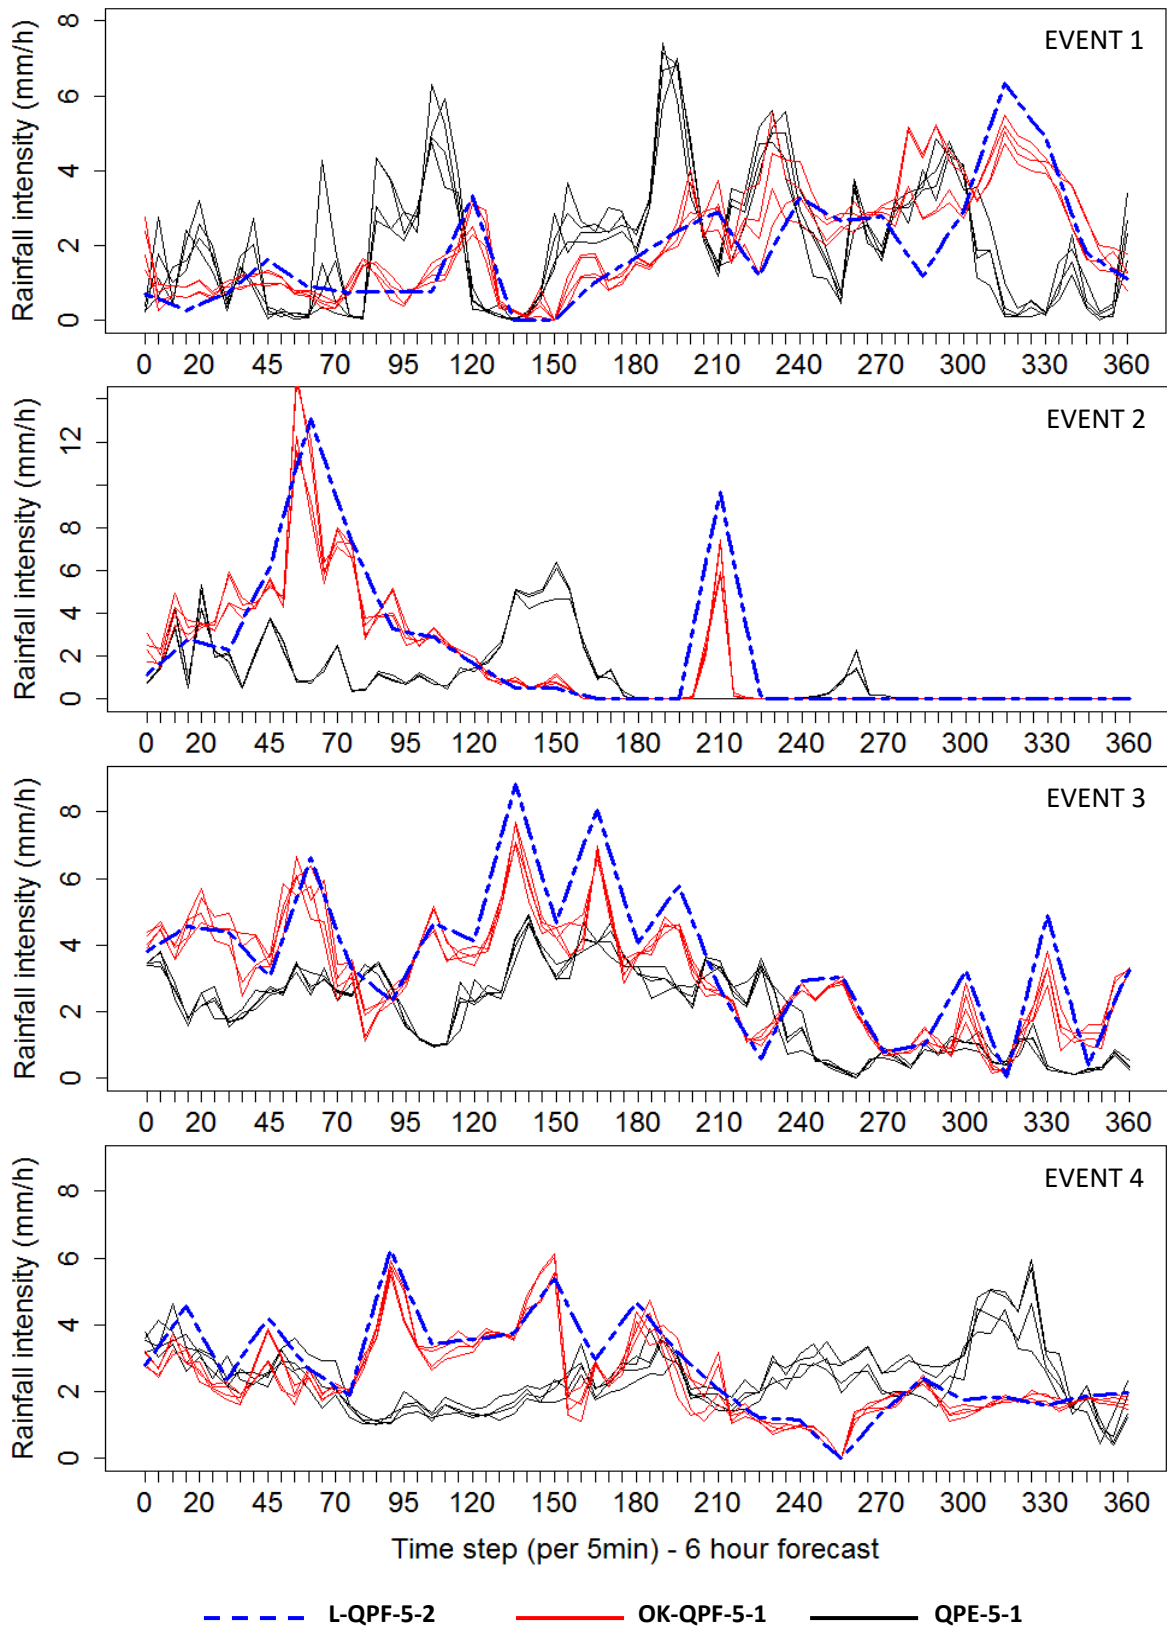 Rainfall intensity (mm/h)
8
6
4
2
0
EVENT 1
0 20 45 70 95 120 150 180 210 240 270 300 330 360
Rainfall intensity (mm/h)
12
8
6
4
2
0
EVENT 2
0 20 45 70 95 120 150 180 210 240 270 300 330 360
Rainfall intensity (mm/h)
8
6
4
2
0
EVENT 3
0 20 45 70 95 120 150 180 210 240 270 300 330 360
Rainfall intensity (mm/h)
8
6
4
2
0
EVENT 4
0 20 45 70 95 120 150 180 210 240 270 300 330 360
Time step (per 5min) - 6 hour forecast
L-QPF-5-2 OK-QPF-5-1 QPE-5-1